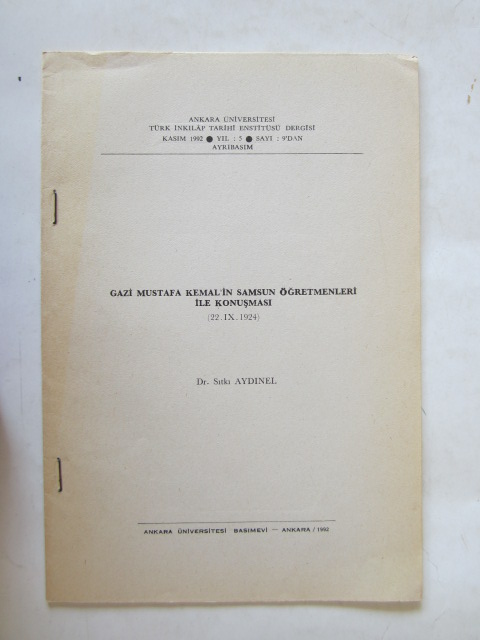 ANKARA ÜNİVERSİTESİ
TÜRK İNKILÂP TARİHİ ENSTİTÜSÜ DERGİSİ
KASIM 1992 ● YIL : 5 ● SAYI : 9'DAN
AYRIBASIM
GAZİ MUSTAFA KEMAL'İN SAMSUN ÖĞRETMENLERİ
İLE KONUŞMASI
(22.IX.1924)
Dr. Sıtkı AYDINEL
ANKARA ÜNİVERSİTESİ BASIMEVİ — ANKARA / 1992